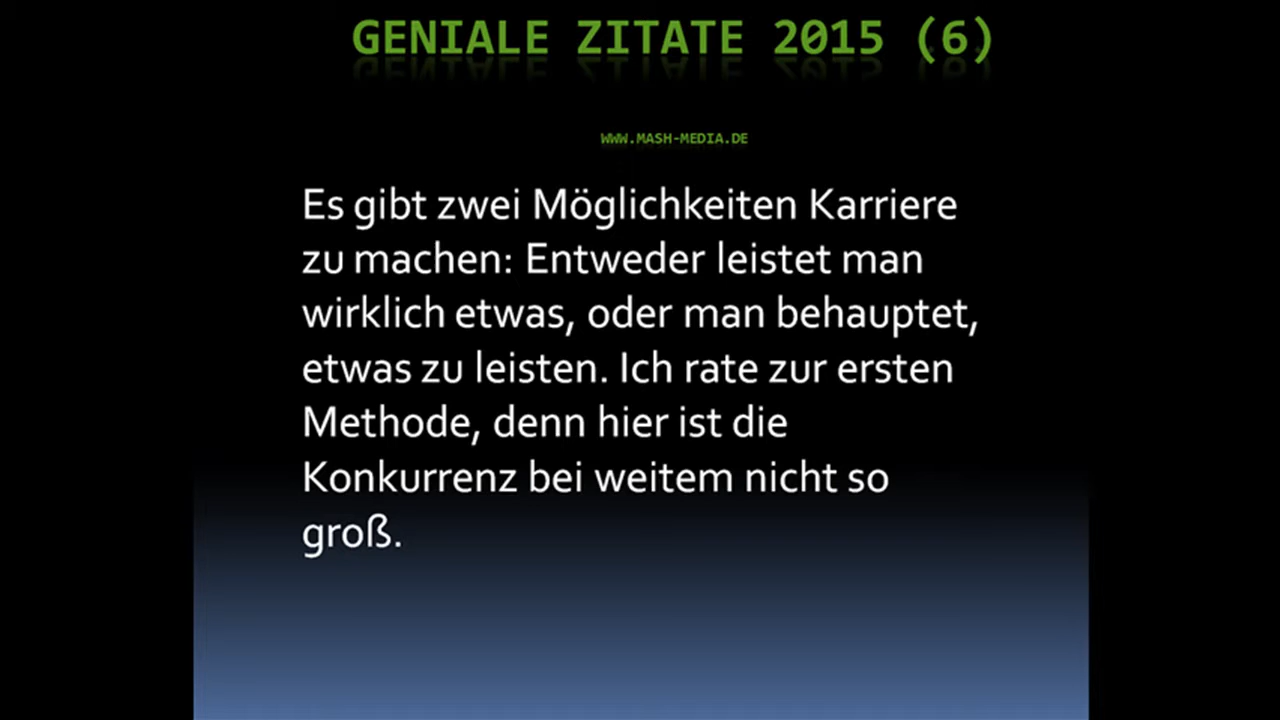 GENIALE ZITATE 2015 (6)
WWW.MASH-MEDIA.DE
Es gibt zwei Möglichkeiten Karriere
zu machen: Entweder leistet man
wirklich etwas, oder man behauptet,
etwas zu leisten. Ich rate zur ersten
Methode, denn hier ist die
Konkurrenz bei weitem nicht so
groß.